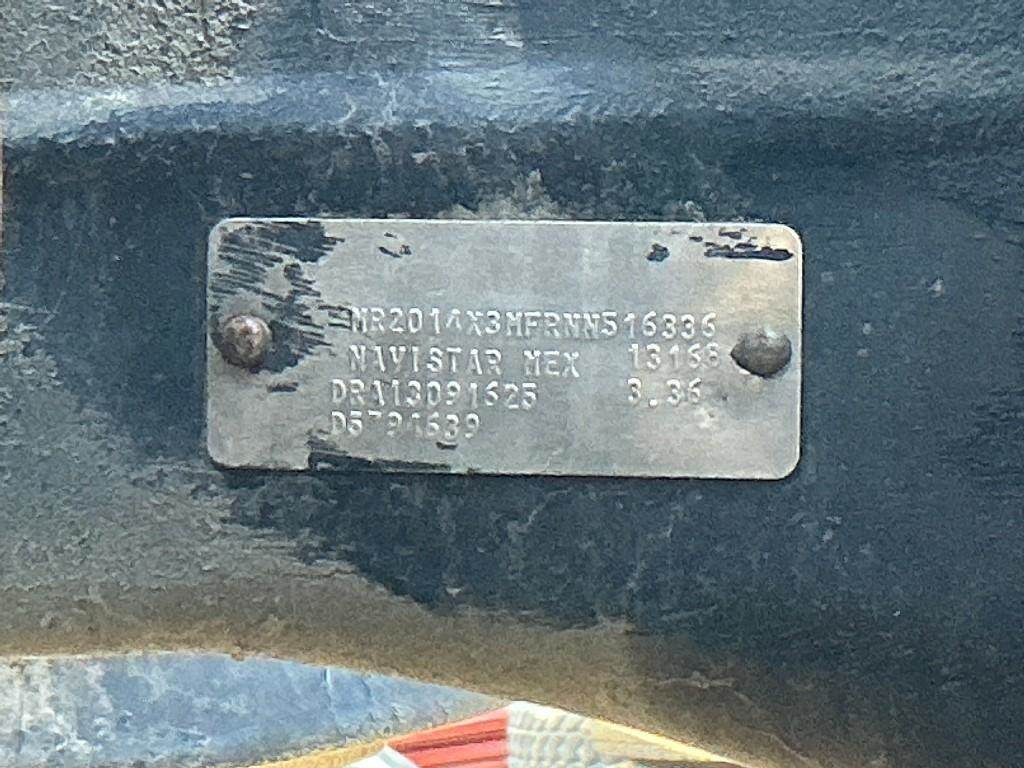 MR2014X3MFRNN516336
NAVISTAR MEX 13168
DRA13091625 3.36
D5791639